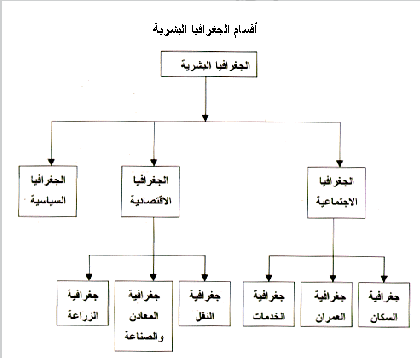 أقسام الجغرافيا البشرية
الجغرافيا البشرية
الجغرافيا
الاجتماعية
الجغرافيا
الاقتصادية
الجغرافيا
السياسية
جغرافية
السكان
جغرافية
العمران
جغرافية
الخدمات
جغرافية
النقل
جغرافية
المعادن
والصناعة
جغرافية
الزراعة